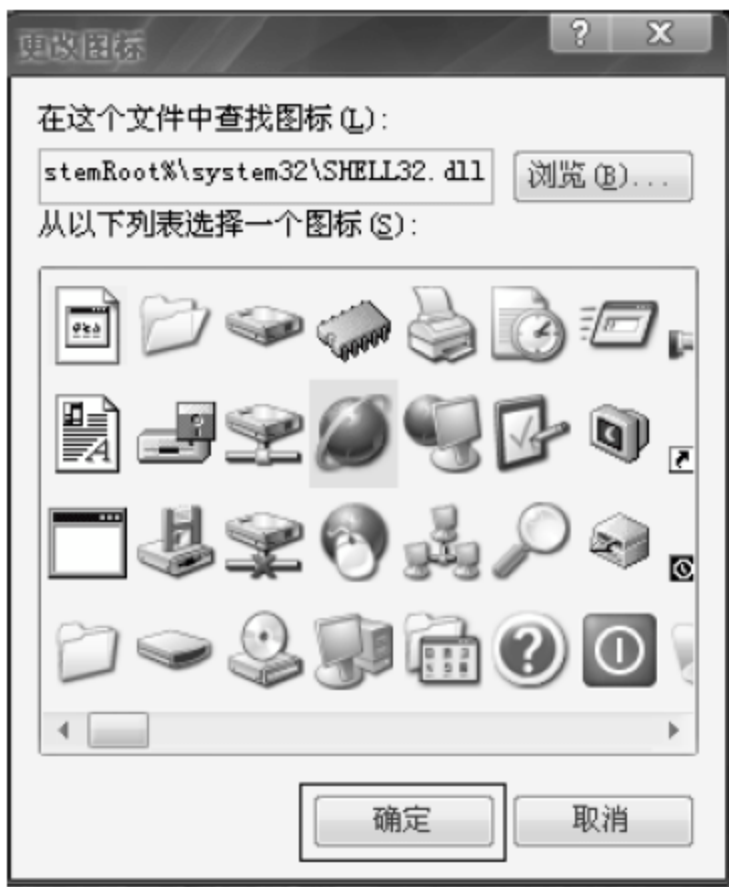 更改图标
在这个文件中查找图标(L):
stemRoot%\system32\SHELL32.dll
浏览(B)...
从以下列表选择一个图标(S):
确定
取消